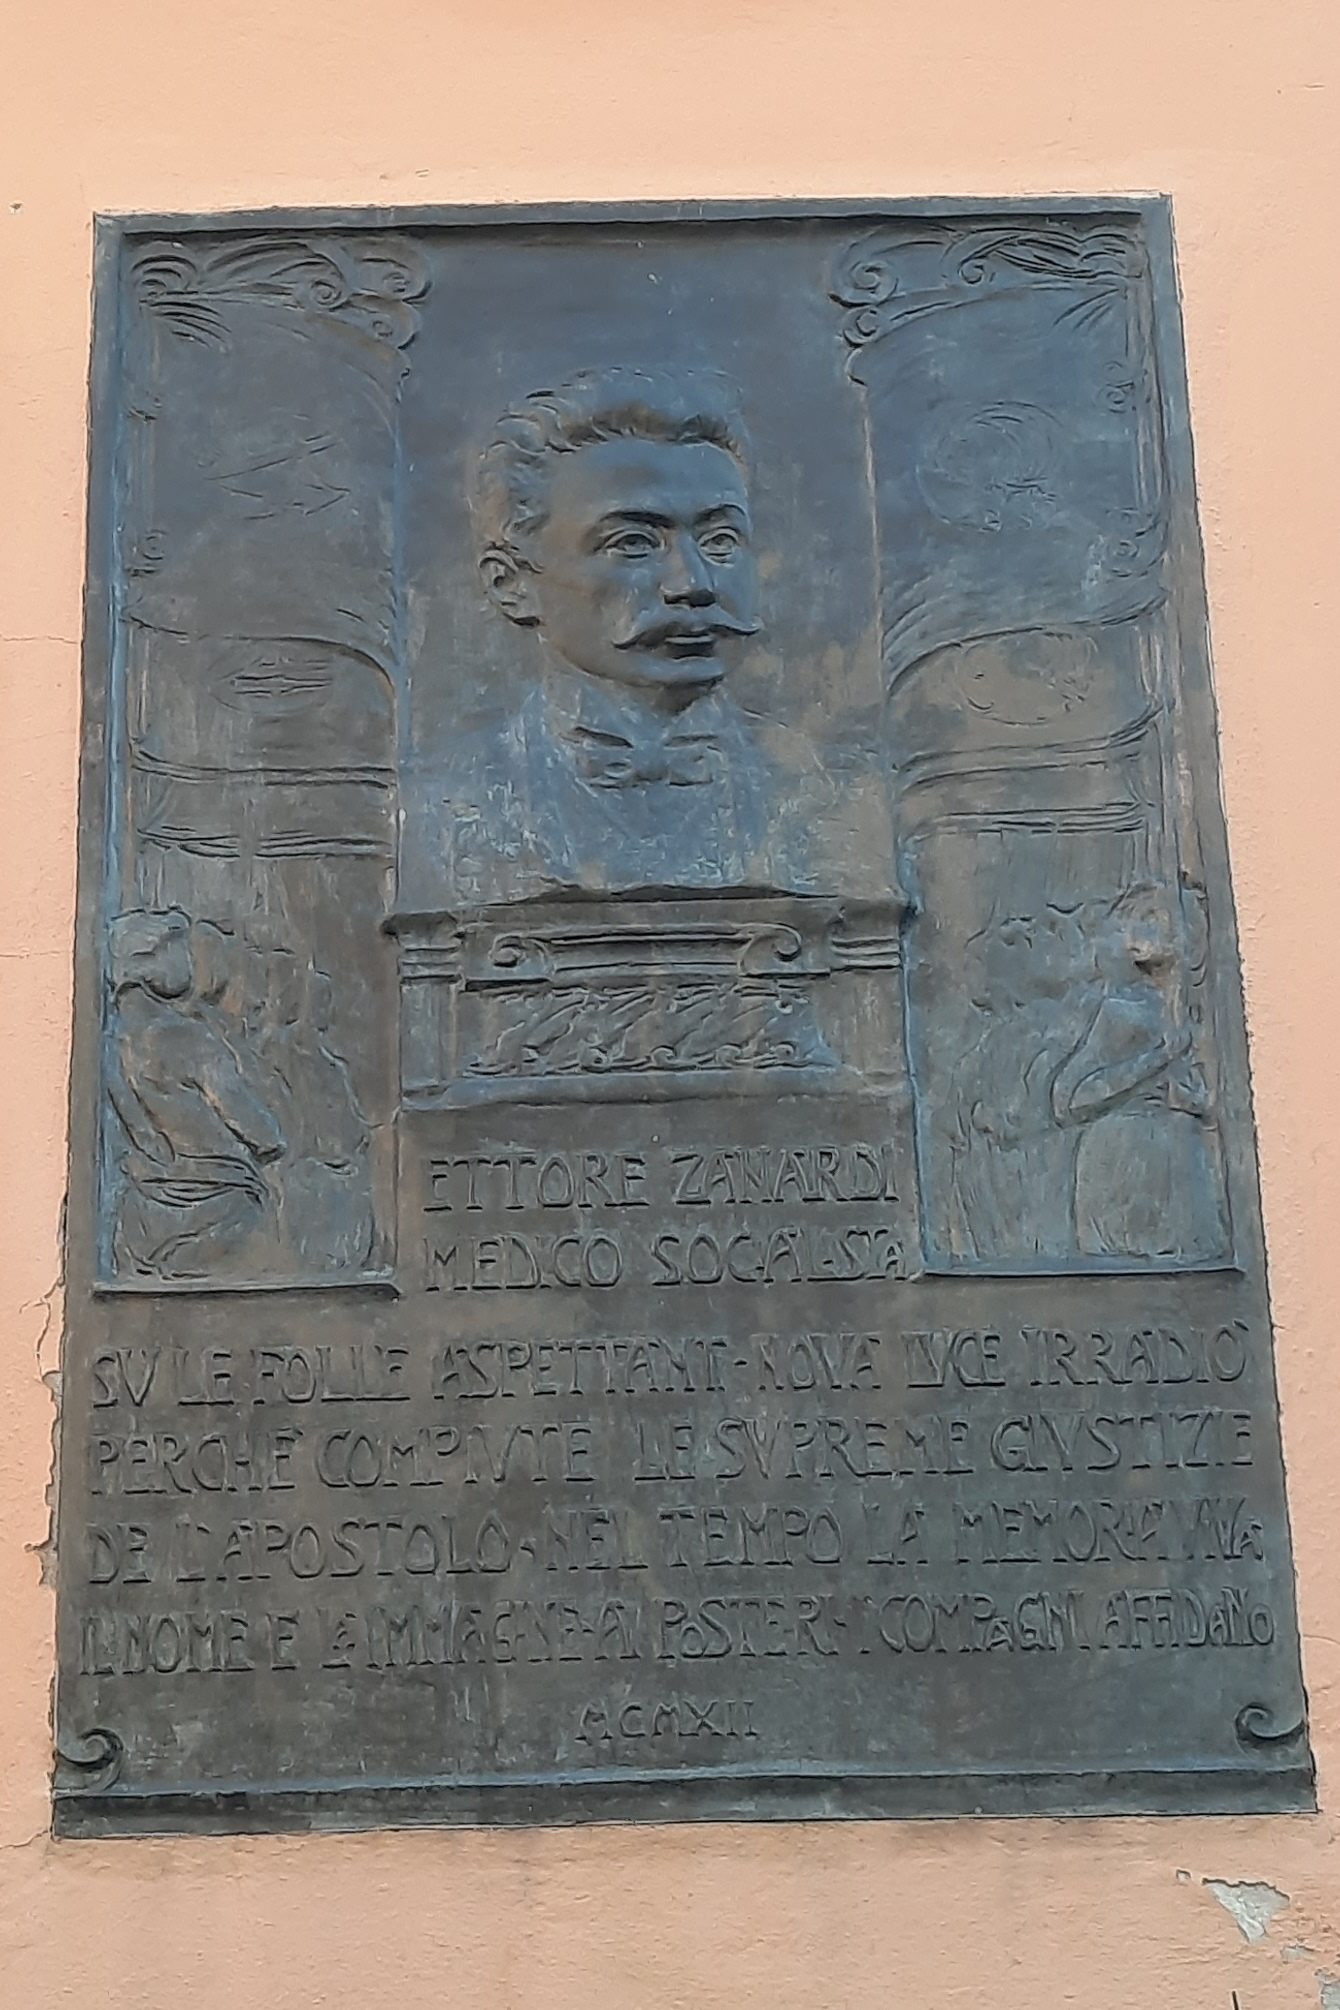 ETTORE ZANARDI
MEDICO SOCIALISTA
SV LE FOLLE ASPETTANTI NOVA LVCE IRRADIÒ
PERCHÉ COMPIVTE LE SVPREME GIVSTIZIE
DE L'APOSTOLO NEL TEMPO LA MEMORIA VIVA
IL NOME E LA IMMAGINE AI POSTERI I COMPAGNI AFFIDANO
MCMXII